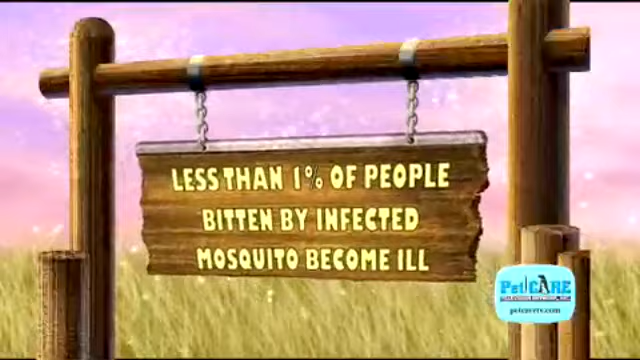 LESS THAN 1% OF PEOPLE
BITTEN BY INFECTED
MOSQUITO BECOME ILL
PetCARE
petcaretv.com